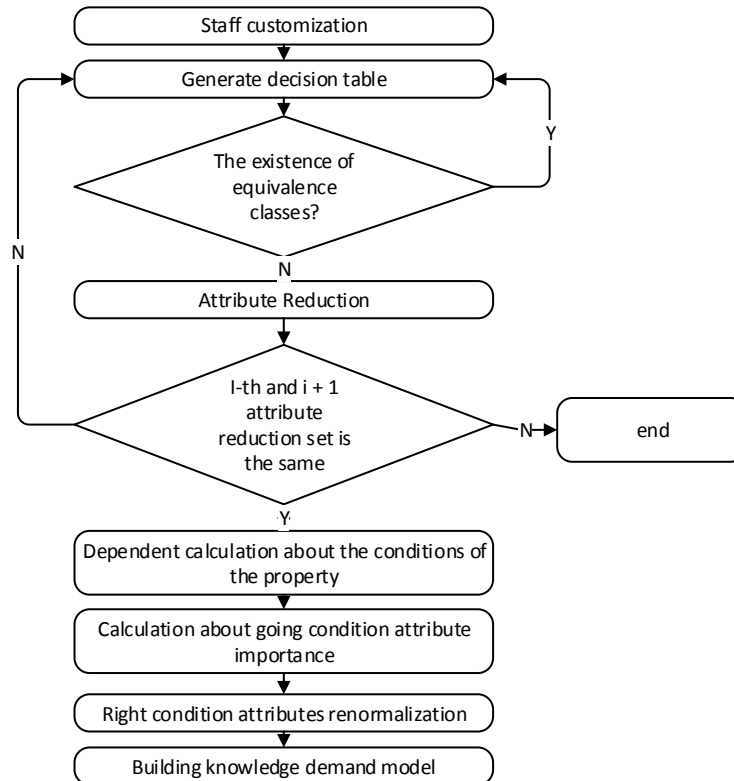 Staff customization
Generate decision table
Y
The existence of
equivalence
classes?
N
N
Attribute Reduction
I-th and i + 1
attribute
reduction set is
the same
N
end
Y
Dependent calculation about the conditions of
the property
Calculation about going condition attribute
importance
Right condition attributes renormalization
Building knowledge demand model